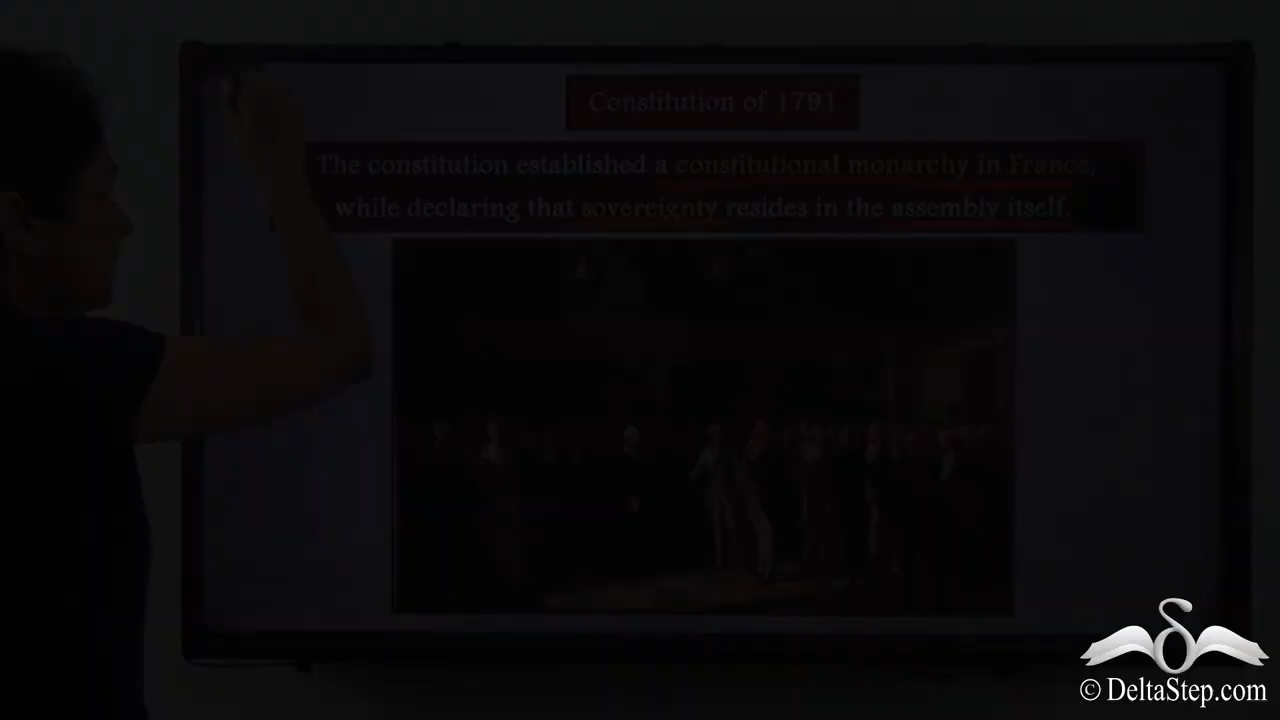 Constitution of 1791
The constitution established a constitutional monarchy in France,
while declaring that sovereignty resides in the assembly itself.
© DeltaStep.com